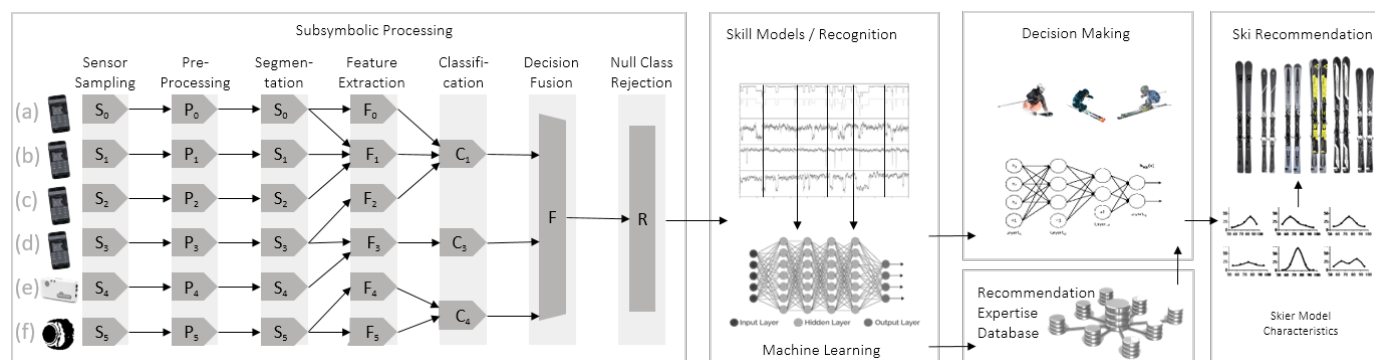 Subsymbolic Processing
Sensor
Sampling
Pre-
Processing
Segmen-
tation
Feature
Extraction
Classifi-
cation
Decision
Fusion
Null Class
Rejection
(a) S0 P0 S0 F0
(b) S1 P1 S1 F1 C1
(c) S2 P2 S2 F2
(d) S3 P3 S3 F3 C3
(e) S4 P4 S4 F4
(f) S5 P5 S5 F5
C4
F
R
Skill Models / Recognition
Input Layer Hidden Layer Output Layer
Machine Learning
Decision Making
Recommendation
Expertise
Database
Ski Recommendation
Skier Model
Characteristics